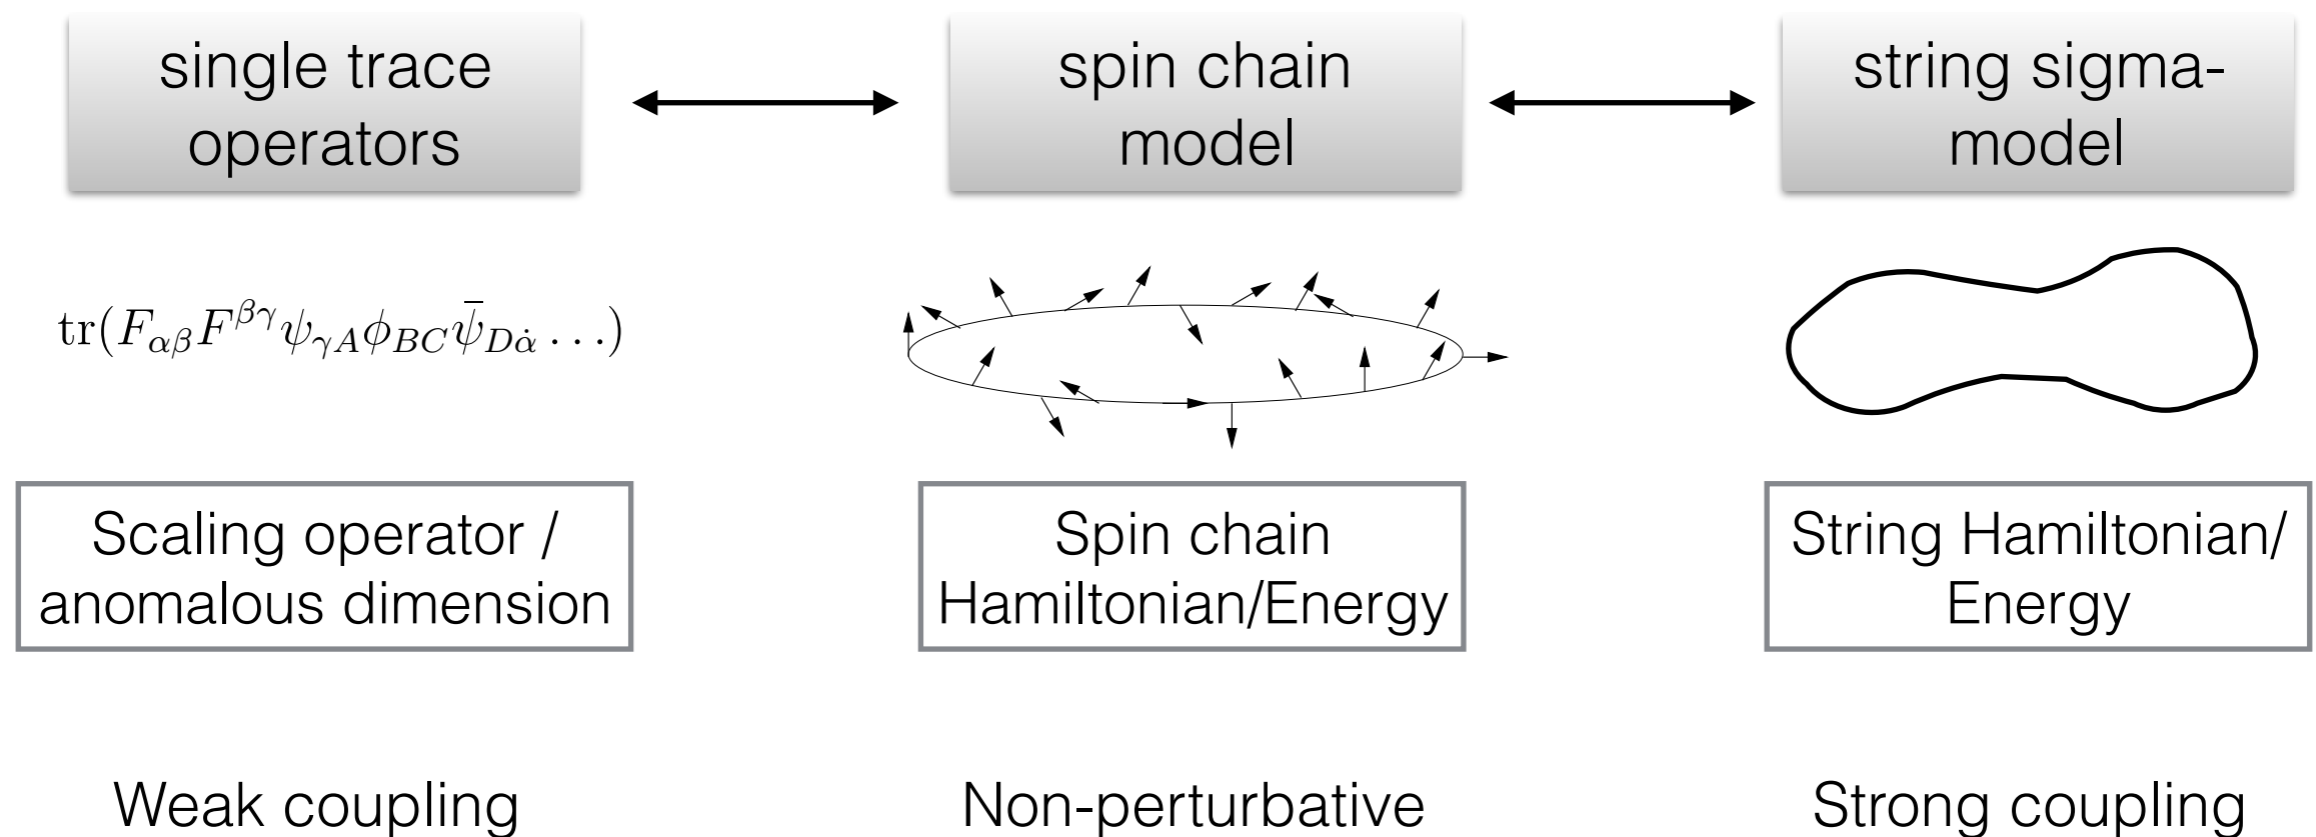 single trace
operators
spin chain
model
string sigma-
model
tr(F_{αβ}F^{βγ}ψ_{γA}ϕ_{BC}ψ̄_{Dα̇} …)
Scaling operator /
anomalous dimension
Spin chain
Hamiltonian/Energy
String Hamiltonian/
Energy
Weak coupling
Non-perturbative
Strong coupling